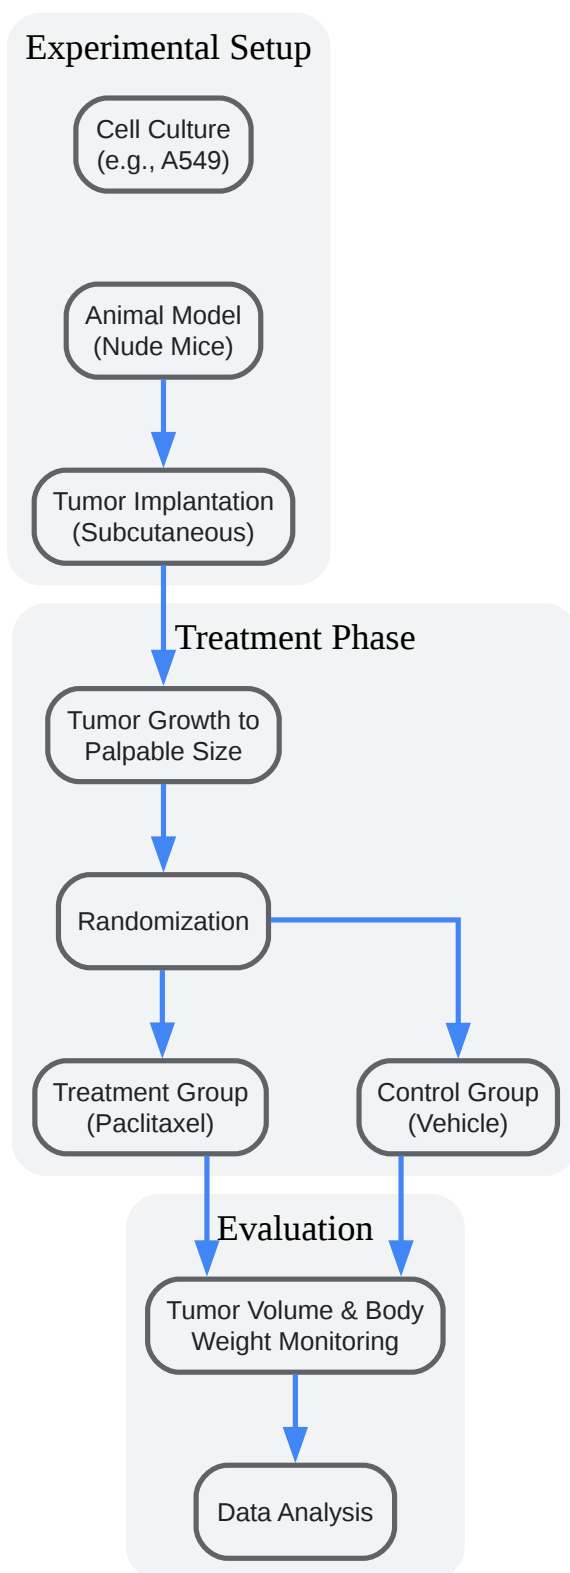 Experimental Setup
Cell Culture
(e.g., A549)
Animal Model
(Nude Mice)
Tumor Implantation
(Subcutaneous)
Treatment Phase
Tumor Growth to
Palpable Size
Randomization
Treatment Group
(Paclitaxel)
Control Group
(Vehicle)
Evaluation
Tumor Volume & Body
Weight Monitoring
Data Analysis